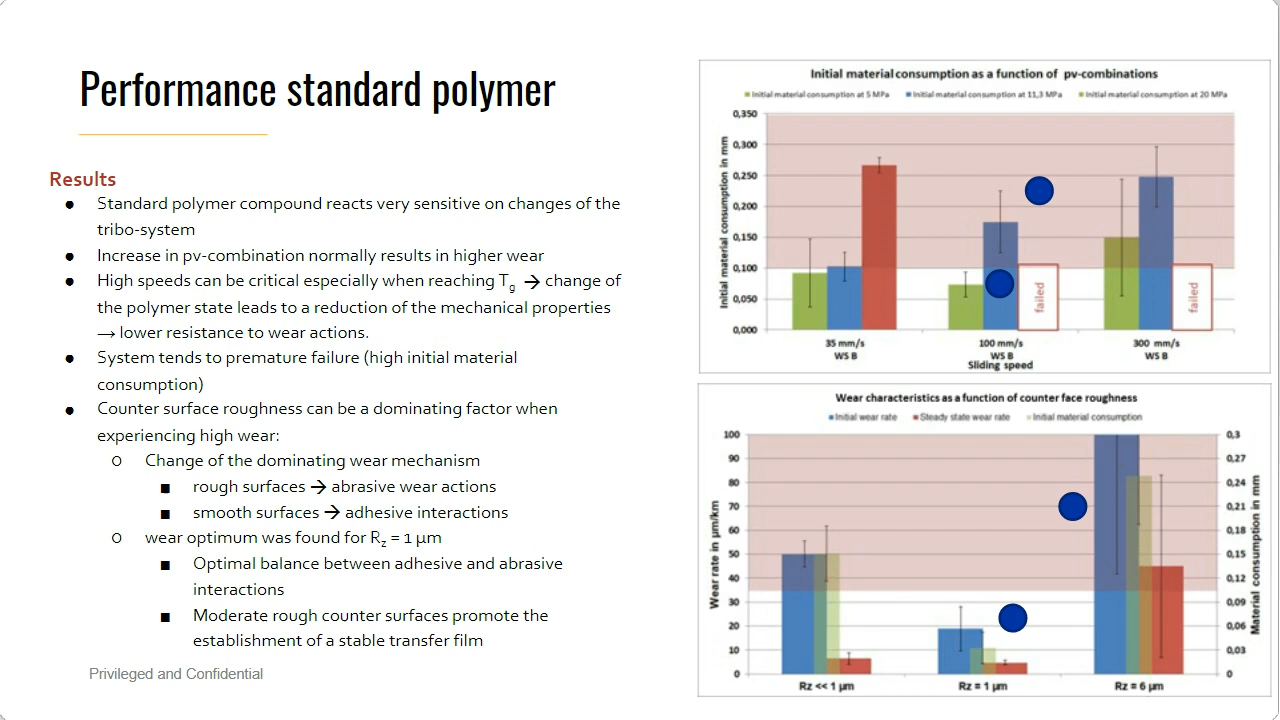 Performance standard polymer
Results
● Standard polymer compound reacts very sensitive on changes of the
tribo-system
● Increase in pv-combination normally results in higher wear
● High speeds can be critical especially when reaching Tg → change of
the polymer state leads to a reduction of the mechanical properties
→ lower resistance to wear actions.
● System tends to premature failure (high initial material
consumption)
● Counter surface roughness can be a dominating factor when
experiencing high wear:
o Change of the dominating wear mechanism
■ rough surfaces → abrasive wear actions
■ smooth surfaces → adhesive interactions
o wear optimum was found for Rz = 1 µm
■ Optimal balance between adhesive and abrasive
interactions
■ Moderate rough counter surfaces promote the
establishment of a stable transfer film
Privileged and Confidential
Initial material consumption as a function of pv-combinations
Initial material consumption at 5 MPa Initial material consumption at 11,3 MPa Initial material consumption at 20 MPa
Initial material consumption in mm
0,350
0,300
0,250
0,200
0,150
0,100
0,050
0,000
failed
failed
35 mm/s 100 mm/s 300 mm/s
WS B WS B WS B
Sliding speed
Wear characteristics as a function of counter face roughness
Initial wear rate Steady state wear rate Initial material consumption
Wear rate in µm/km
100
90
80
70
60
50
40
30
20
10
0
0,3
0,27
0,24
0,21
0,18
0,15
0,12
0,09
0,06
0,03
0
Material consumption in mm
Rz << 1 µm Rz = 1 µm Rz = 6 µm